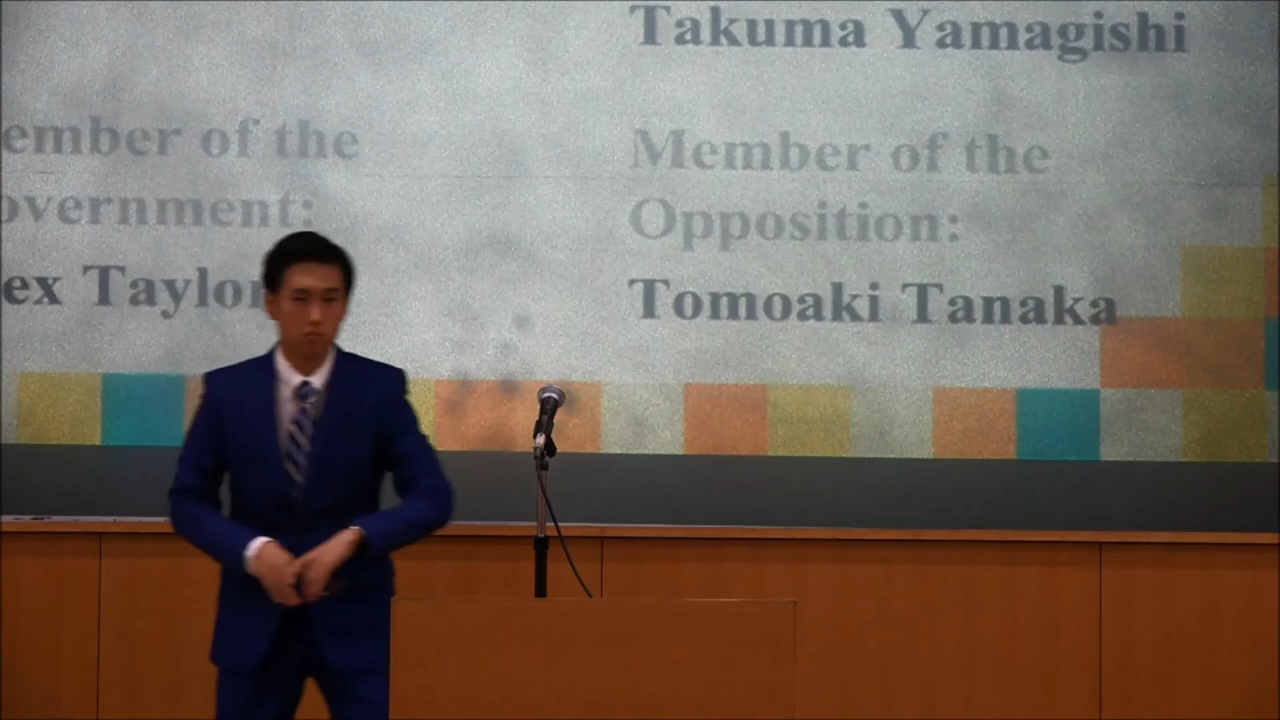 Takuma Yamagishi
ember of the
overnment:
ex Taylor
Member of the
Opposition:
Tomoaki Tanaka